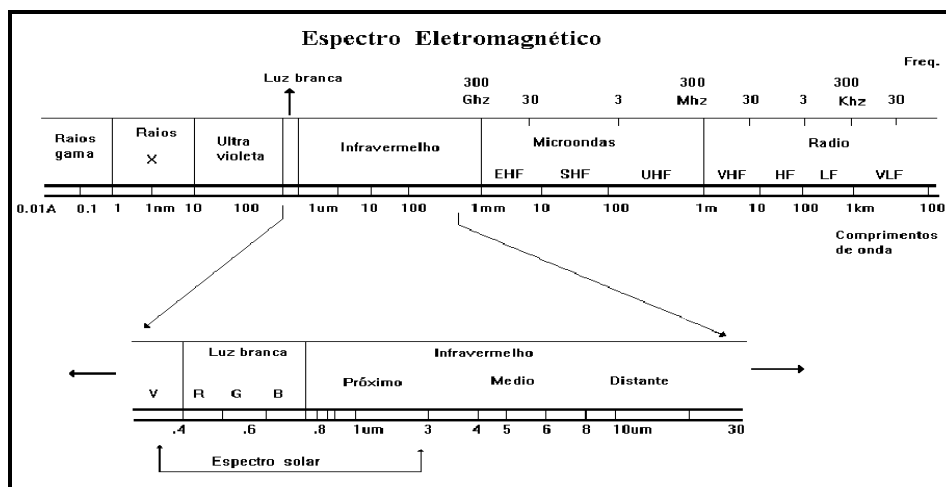 Espectro Eletromagnético
Freq.
Luz branca
300 300 300
Ghz 30 3 Mhz 30 3 Khz 30
Raios gama
Raios X
Ultra violeta
Infravermelho
Microondas
Radio
EHF SHF UHF VHF HF LF VLF
0.01A 0.1 1 1nm 10 100 1um 10 100 1mm 10 100 1m 10 100 1km 100
Comprimentos
de onda
Luz branca Infravermelho
V R G B Próximo Medio Distante
.4 .6 .8 1um 3 4 5 6 8 10um 30
Espectro solar